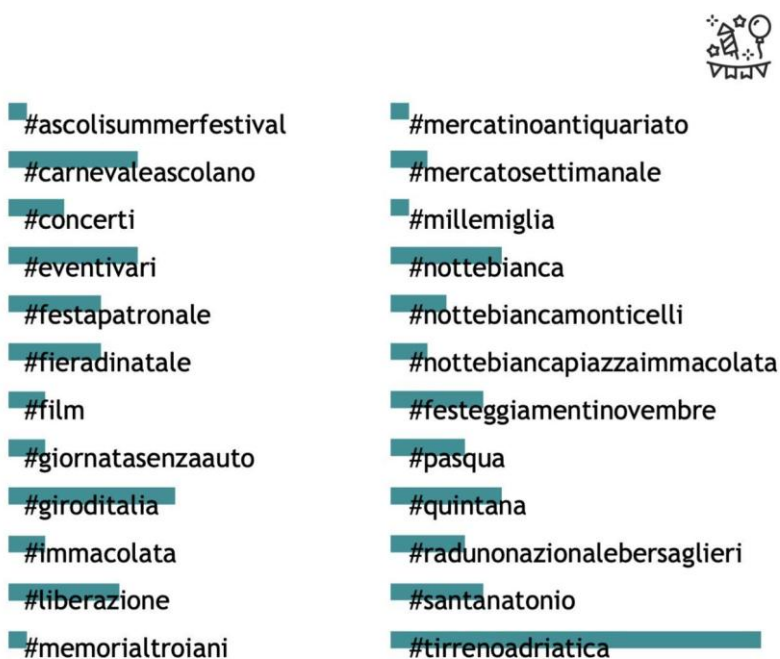 #ascolisummerfestival
#carnevaleascolano
#concerti
#eventivari
#festapatronale
#fieradinatale
#film
#giornatasenzaauto
#giroditalia
#immacolata
#liberazione
#memorialtroiani
#mercatinoantiquariato
#mercatosettimanale
#millemiglia
#nottebianca
#nottebiancamonticelli
#nottebiancapiazzaimmacolata
#festeggiamentinovembre
#pasqua
#quintana
#radunonazionalebersaglieri
#santanatonio
#tirrenoadriatica